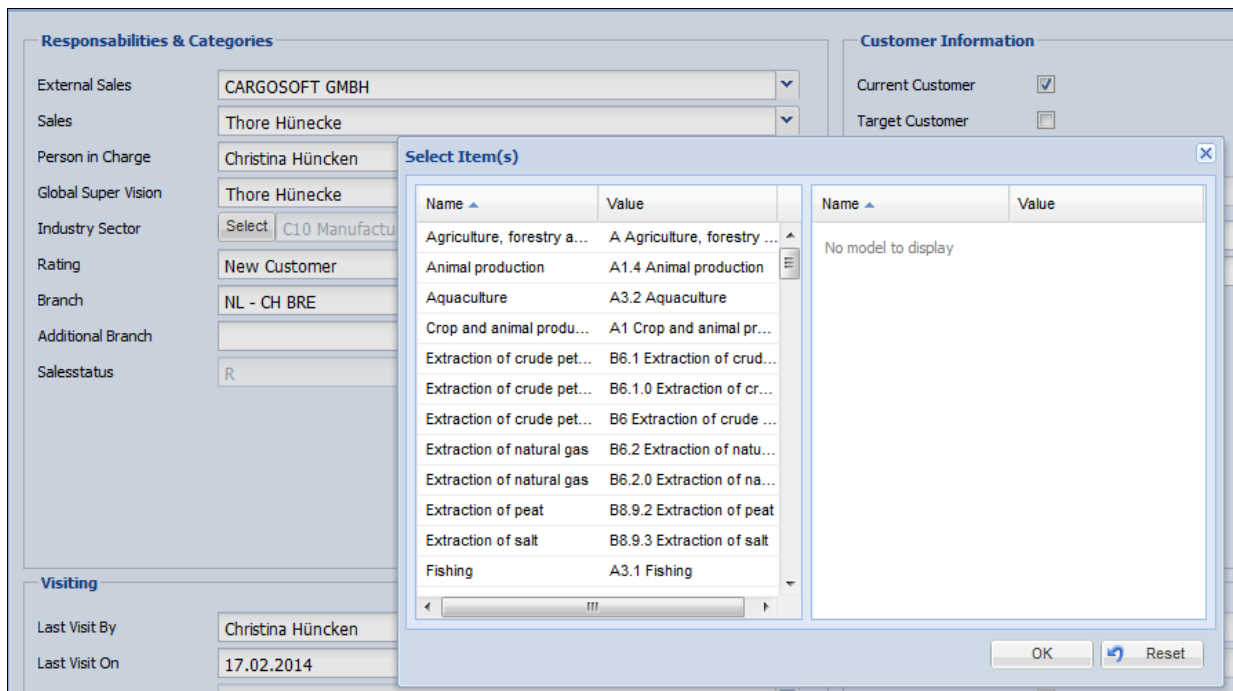 Responsabilities & Categories
Customer Information
External Sales CARGOSOFT GMBH
Current Customer
Sales Thore Hünecke
Target Customer
Person in Charge Christina Hüncken
Global Super Vision Thore Hünecke
Industry Sector Select C10 Manufactu
Rating New Customer
Branch NL - CH BRE
Additional Branch
Salesstatus R
Select Item(s)
Name Value
Agriculture, forestry a... A Agriculture, forestry ...
Animal production A1.4 Animal production
Aquaculture A3.2 Aquaculture
Crop and animal produ... A1 Crop and animal pr...
Extraction of crude pet... B6.1 Extraction of crud...
Extraction of crude pet... B6.1.0 Extraction of cr...
Extraction of crude pet... B6 Extraction of crude ...
Extraction of natural gas B6.2 Extraction of natu...
Extraction of natural gas B6.2.0 Extraction of na...
Extraction of peat B8.9.2 Extraction of peat
Extraction of salt B8.9.3 Extraction of salt
Fishing A3.1 Fishing
Name Value
No model to display
OK Reset
Visiting
Last Visit By Christina Hüncken
Last Visit On 17.02.2014